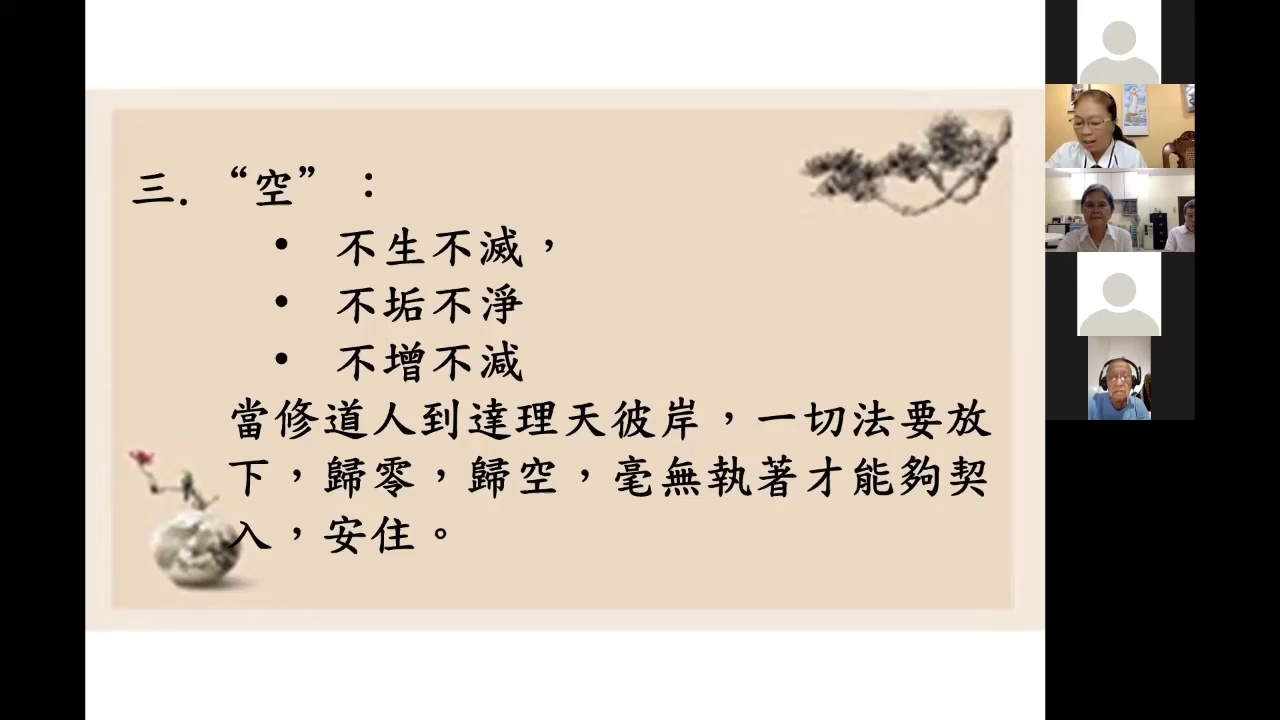 三. “空” ：
• 不生不滅，
• 不垢不淨
• 不增不減
當修道人到達理天彼岸，一切法要放
下，歸零，歸空，毫無執著才能夠契
入，安住。